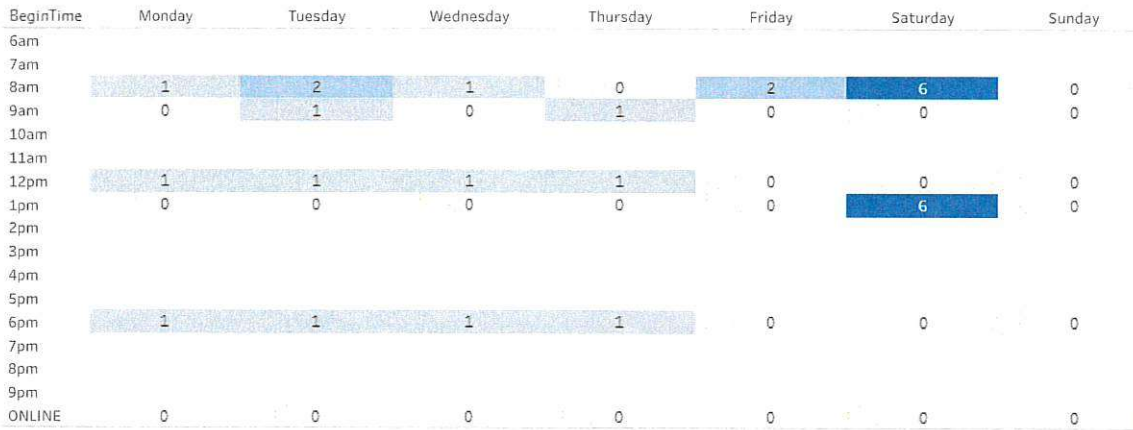 BeginTime Monday Tuesday Wednesday Thursday Friday Saturday Sunday
6am
7am
8am 1 2 1 0 2 6 0
9am 0 1 0 1 0 0 0
10am
11am
12pm 1 1 1 1 0 0 0
1pm 0 0 0 0 0 6 0
2pm
3pm
4pm
5pm
6pm 1 1 1 1 0 0 0
7pm
8pm
9pm
ONLINE 0 0 0 0 0 0 0